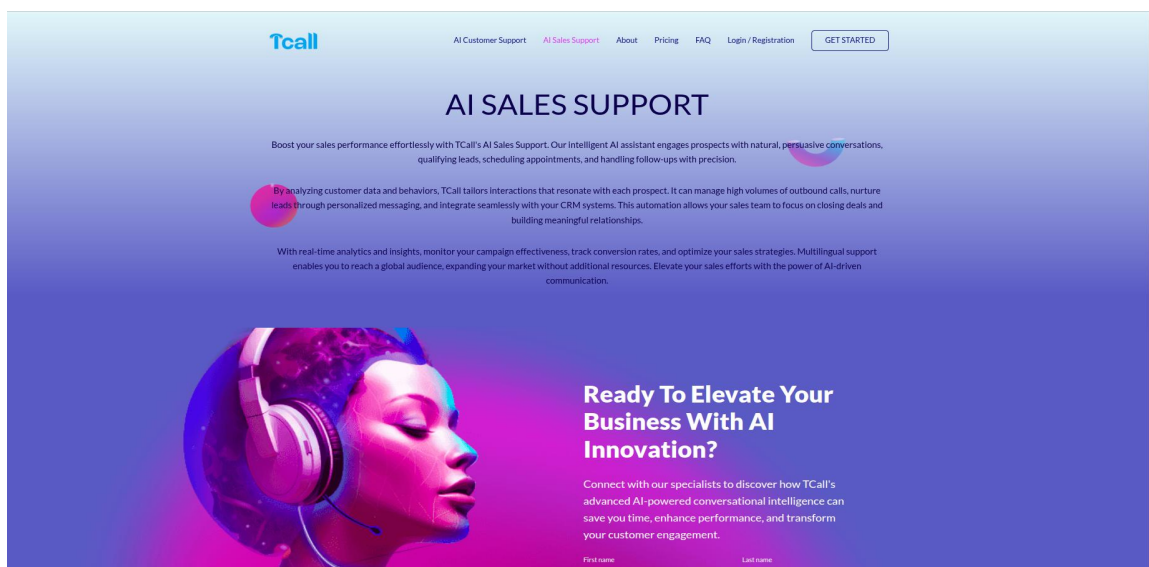 Tcall
AI Customer Support AI Sales Support About Pricing FAQ Login / Registration GET STARTED
AI SALES SUPPORT
Boost your sales performance effortlessly with TCall's AI Sales Support. Our intelligent AI assistant engages prospects with natural, persuasive conversations,
qualifying leads, scheduling appointments, and handling follow-ups with precision.
By analyzing customer data and behaviors, TCall tailors interactions that resonate with each prospect. It can manage high volumes of outbound calls, nurture
leads through personalized messaging, and integrate seamlessly with your CRM systems. This automation allows your sales team to focus on closing deals and
building meaningful relationships.
With real-time analytics and insights, monitor your campaign effectiveness, track conversion rates, and optimize your sales strategies. Multilingual support
enables you to reach a global audience, expanding your market without additional resources. Elevate your sales efforts with the power of AI-driven
communication.
Ready To Elevate Your
Business With AI
Innovation?
Connect with our specialists to discover how TCall's
advanced AI-powered conversational intelligence can
save you time, enhance performance, and transform
your customer engagement.
First name Last name